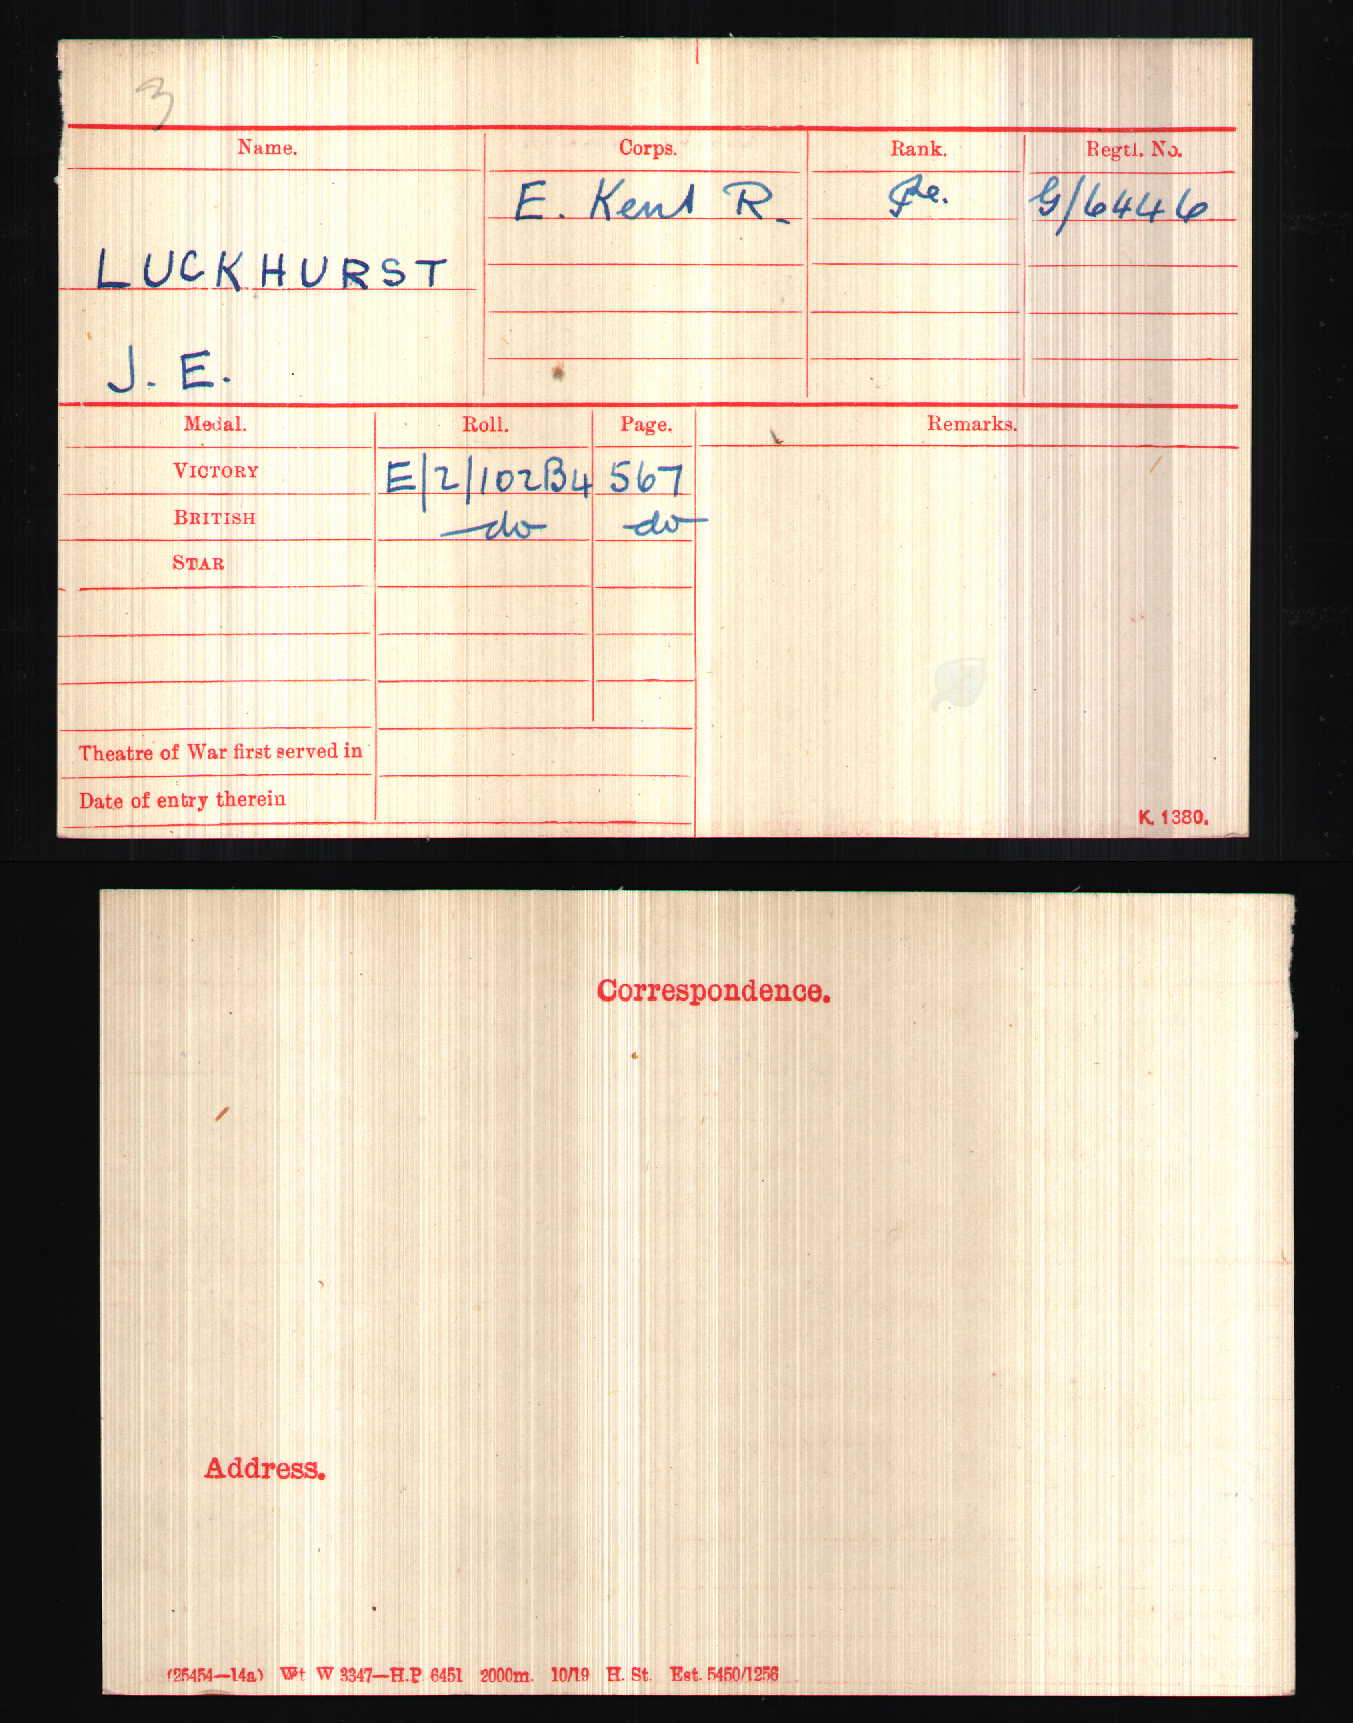 3
Name. Corps. Rank. Regtl. No.
E. Kent R. Pte. G/6446
LUCKHURST
J. E.
Medal. Roll. Page. Remarks.
VICTORY E/2/102B4 567
BRITISH do do
STAR
Theatre of War first served in
Date of entry therein
K. 1380.
Correspondence.
Address.
(25454—14a) Wt W 3347—H.P 6451 2000m. 10/19 H. St. Est. 5450/1256